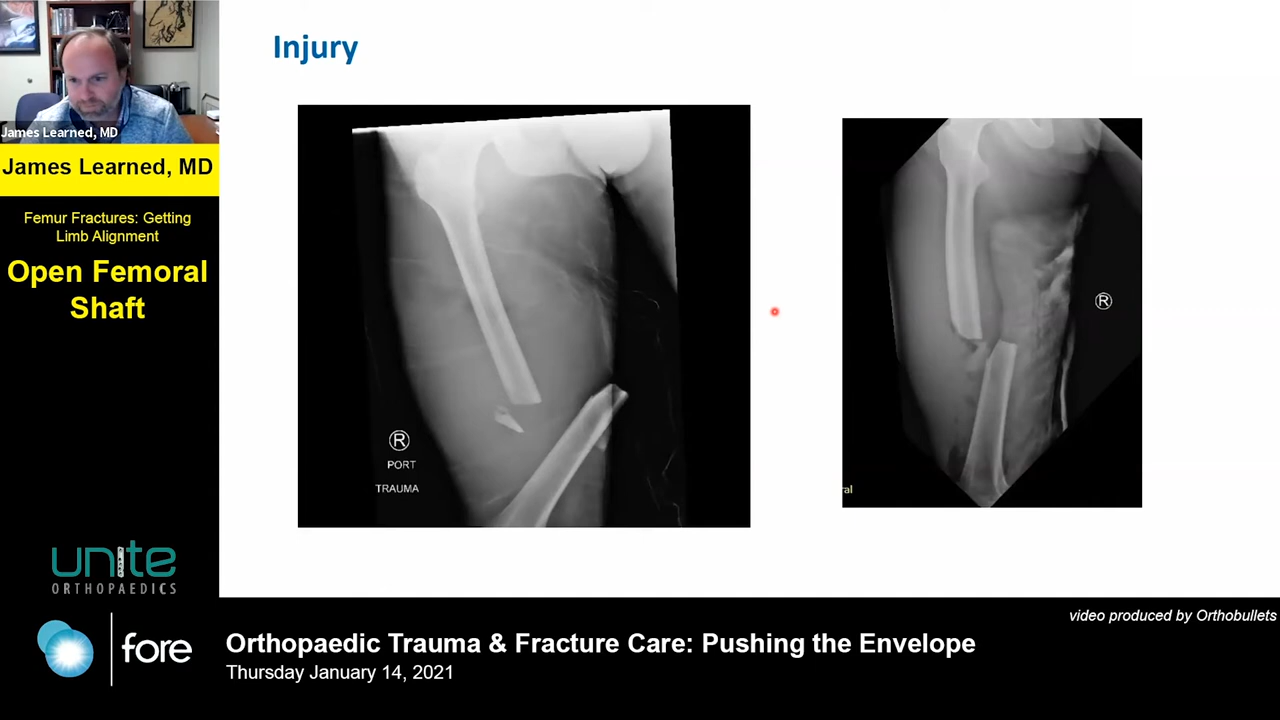 James Learned, MD
James Learned, MD
Femur Fractures: Getting
Limb Alignment
Open Femoral
Shaft
unite
ORTHOPAEDICS
fore
Injury
R
PORT
TRAUMA
R
ral
video produced by Orthobullets
Orthopaedic Trauma & Fracture Care: Pushing the Envelope
Thursday January 14, 2021